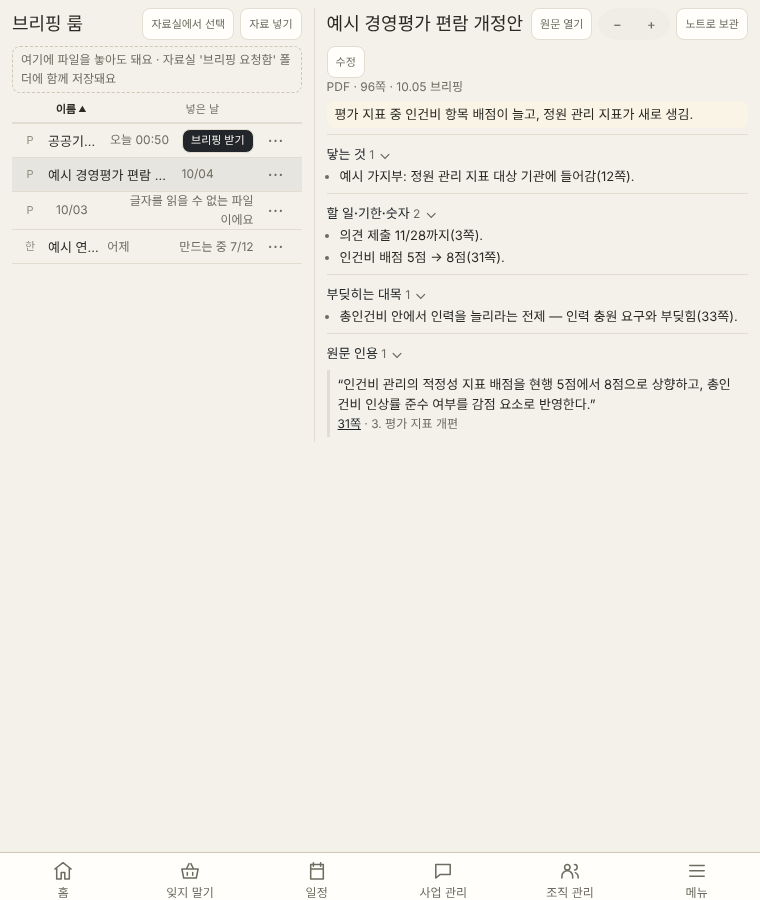 브리핑 룸
자료실에서 선택
자료 넣기
여기에 파일을 놓아도 돼요 · 자료실 '브리핑 요청함' 폴
더에 함께 저장돼요
이름 ▲
넣은 날
P 공공기... 오늘 00:50 브리핑 받기 ...
P 예시 경영평가 편람 ... 10/04 ...
P 10/03 글자를 읽을 수 없는 파일
이에요 ...
한 예시 연... 어제 만드는 중 7/12 ...
예시 경영평가 편람 개정안
원문 열기
− +
노트로 보관
수정
PDF · 96쪽 · 10.05 브리핑
평가 지표 중 인건비 항목 배점이 늘고, 정원 관리 지표가 새로 생김.
닿는 것 1
• 예시 가지부: 정원 관리 지표 대상 기관에 들어감(12쪽).
할 일·기한·숫자 2
• 의견 제출 11/28까지(3쪽).
• 인건비 배점 5점 → 8점(31쪽).
부딪히는 대목 1
• 총인건비 안에서 인력을 늘리라는 전제 — 인력 충원 요구와 부딪힘(33쪽).
원문 인용 1
“인건비 관리의 적정성 지표 배점을 현행 5점에서 8점으로 상향하고, 총인
건비 인상률 준수 여부를 감점 요소로 반영한다.”
31쪽 · 3. 평가 지표 개편
홈
잊지 말기
일정
사업 관리
조직 관리
메뉴